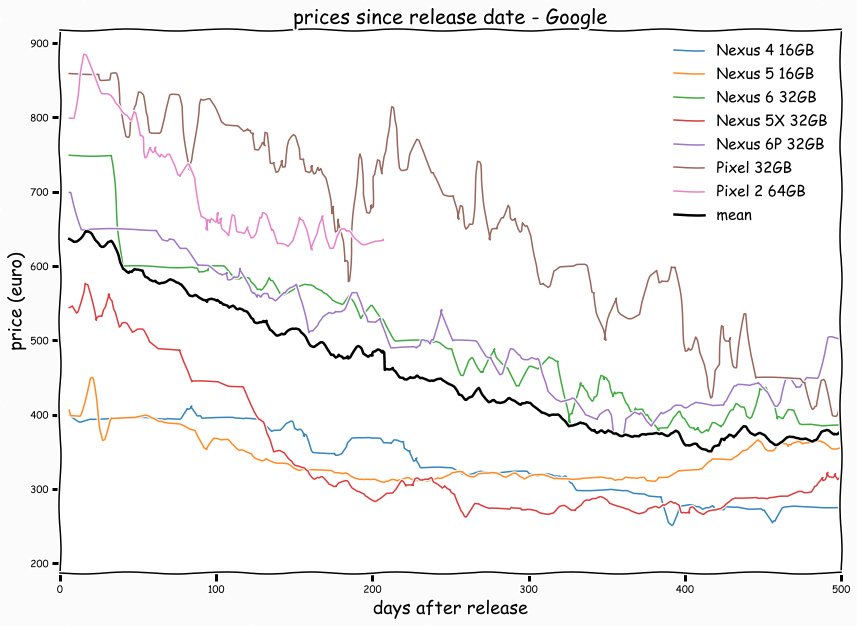 prices since release date - Google
900
800
700
600
500
400
300
200
price (euro)
0 100 200 300 400 500
days after release
Nexus 4 16GB
Nexus 5 16GB
Nexus 6 32GB
Nexus 5X 32GB
Nexus 6P 32GB
Pixel 32GB
Pixel 2 64GB
mean